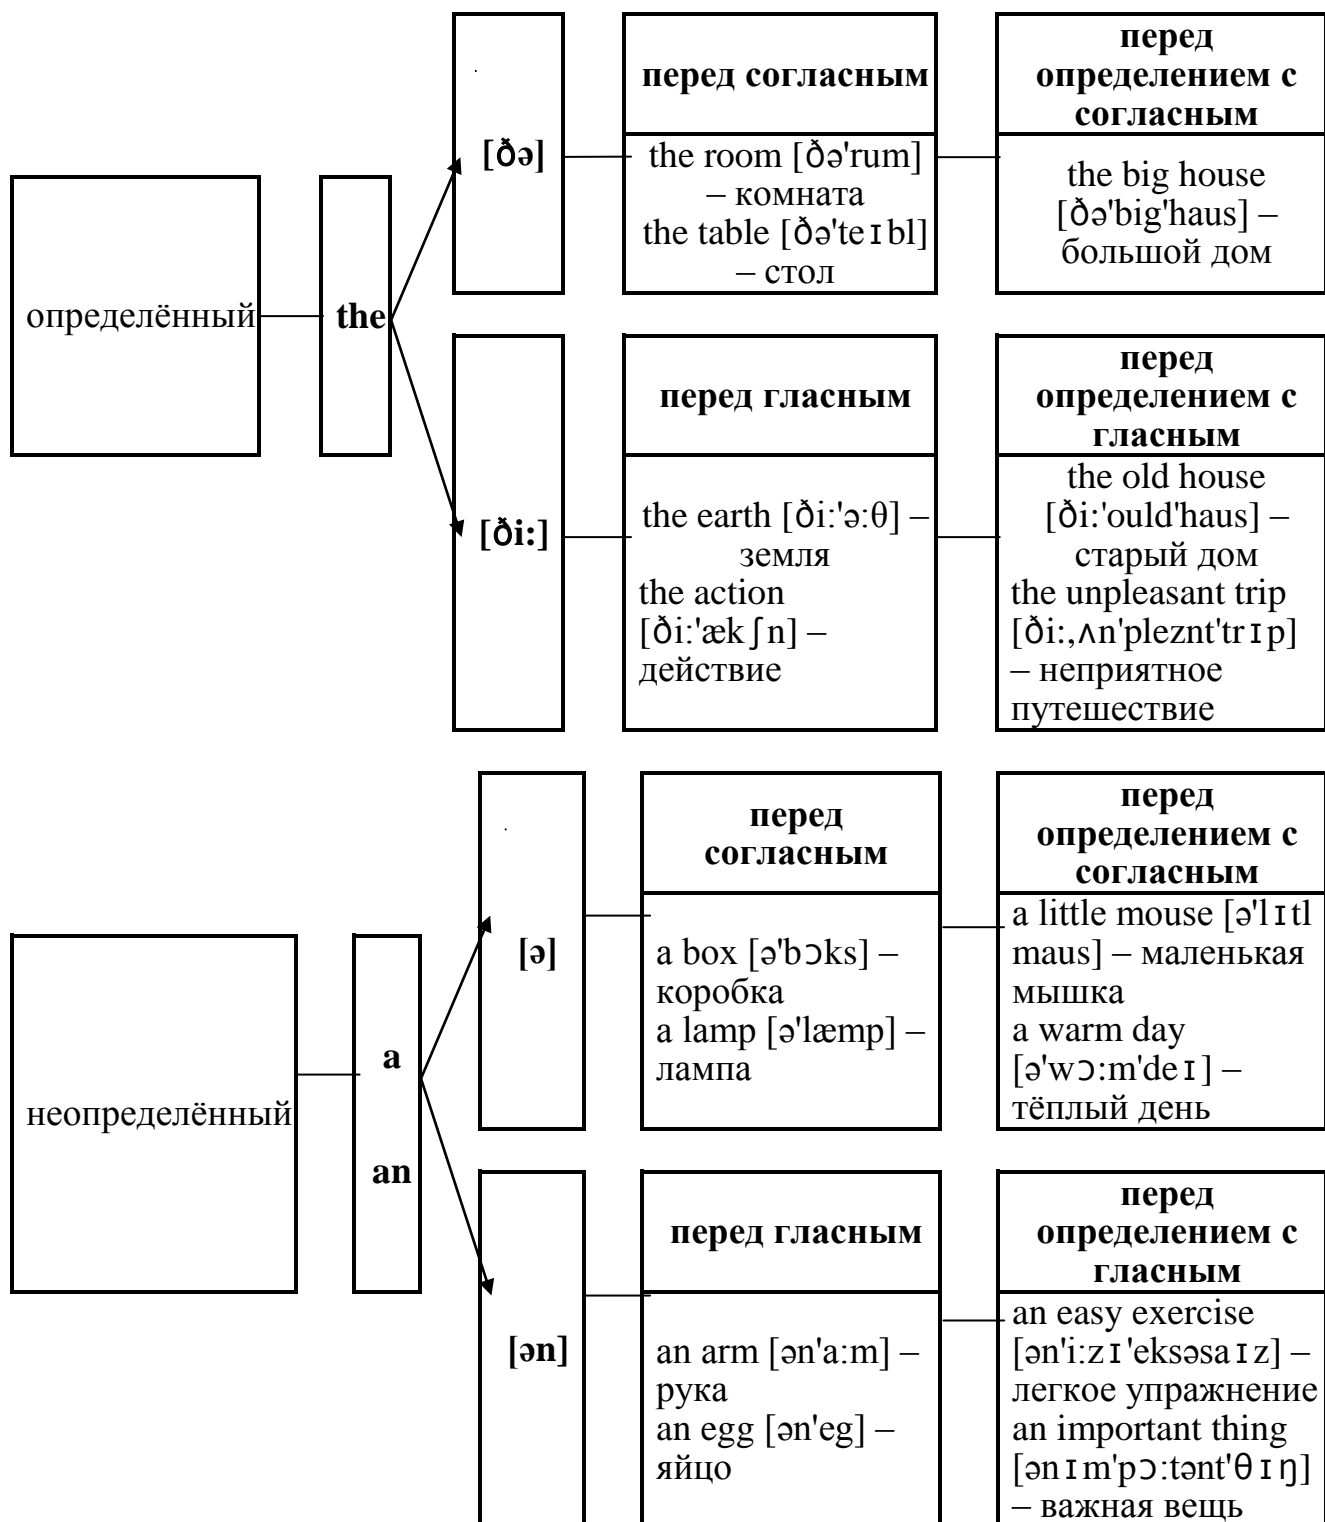 определённый
the
[ðə]
перед согласным
the room [ðə'rum]
– комната
the table [ðə'teɪbl]
– стол
перед
определением с
согласным
the big house
[ðə'big'haus] –
большой дом
[ði:]
перед гласным
the earth [ði:'ə:θ] –
земля
the action
[ði:'ækʃn] –
действие
перед
определением с
гласным
the old house
[ði:'ould'haus] –
старый дом
the unpleasant trip
[ði:,ʌn'pleznt'trɪp]
– неприятное
путешествие
неопределённый
a
an
[ə]
перед
согласным
a box [ə'bɔks] –
коробка
a lamp [ə'læmp] –
лампа
перед
определением с
согласным
a little mouse [ə'lɪtl
maus] – маленькая
мышка
a warm day
[ə'wɔ:m'deɪ] –
тёплый день
[ən]
перед гласным
an arm [ən'a:m] –
рука
an egg [ən'eg] –
яйцо
перед
определением с
гласным
an easy exercise
[ən'i:zɪ'eksəsaɪz] –
легкое упражнение
an important thing
[ənɪm'pɔ:tənt'θɪŋ]
– важная вещь